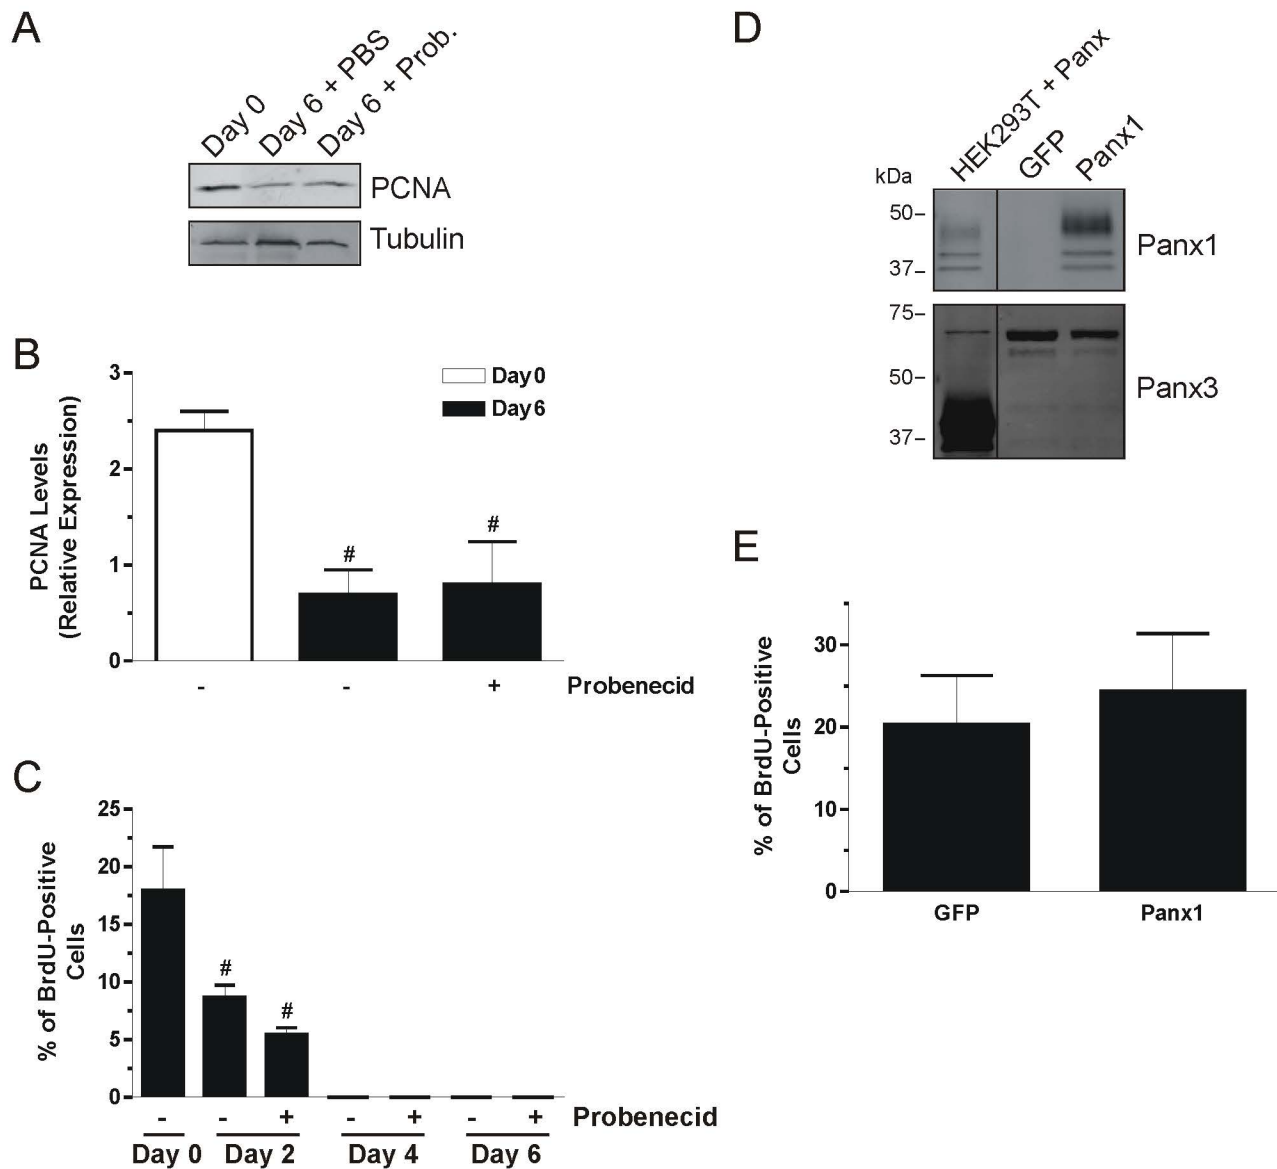 A
Day 0
Day 6 + PBS
Day 6 + Prob.
PCNA
Tubulin
B
3
2
1
0
PCNA Levels
(Relative Expression)
Day 0
Day 6
#
#
-
-
+
Probenecid
C
25
20
15
10
5
0
% of BrdU-Positive
Cells
#
#
-
-
+
-
+
-
+
Probenecid
Day 0
Day 2
Day 4
Day 6
D
HEK293T + Panx
GFP
Panx1
kDa
50
37
Panx1
75
50
37
Panx3
E
30
20
10
0
% of BrdU-Positive
Cells
GFP
Panx1